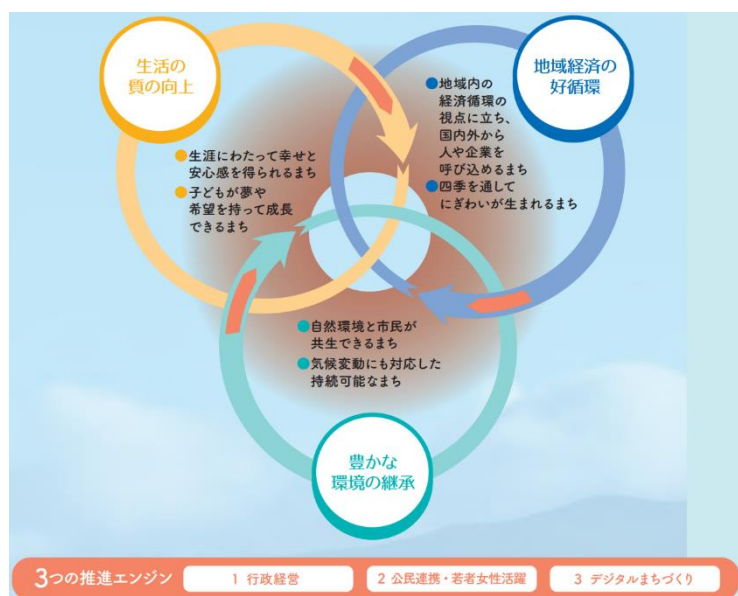 生活の
質の向上
●生涯にわたって幸せと
安心感を得られるまち
●子どもが夢や
希望を持って成長
できるまち
地域経済の
好循環
●地域内の
経済循環の
視点に立ち、
国内外から
人や企業を
呼び込めるまち
●四季を通して
にぎわいが生まれるまち
●自然環境と市民が
共生できるまち
●気候変動にも対応した
持続可能なまち
豊かな
環境の継承
3つの推進エンジン
1 行政経営
2 公民連携・若者女性活躍
3 デジタルまちづくり